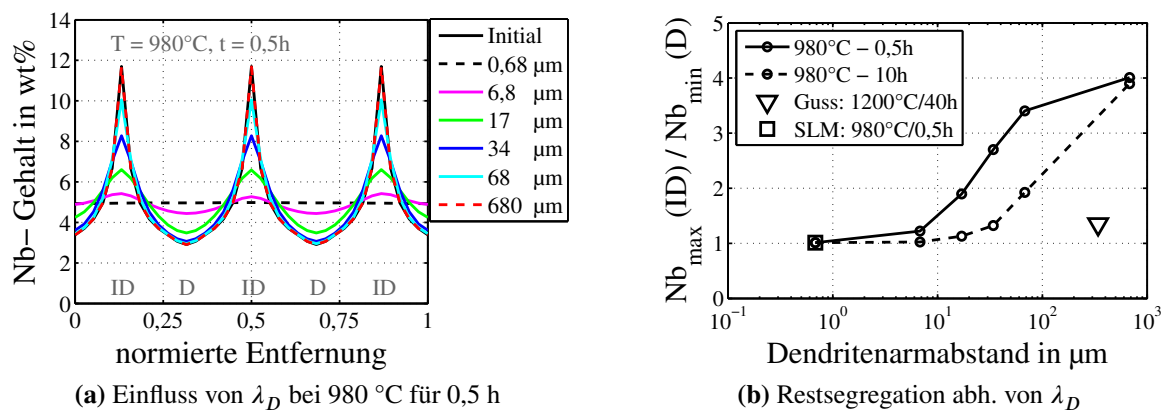 Nb− Gehalt in wt%
14
12
10
8
6
4
2
0
T = 980°C, t = 0,5h
ID D ID D ID
0 0,25 0,5 0,75 1
normierte Entfernung
Initial
0,68 µm
6,8 µm
17 µm
34 µm
68 µm
680 µm
(a) Einfluss von λ_D bei 980 °C für 0,5 h
Nb_max (ID) / Nb_min (D)
5
4
3
2
1
0
980°C − 0,5h
980°C − 10h
Guss: 1200°C/40h
SLM: 980°C/0,5h
10^−1 10^0 10^1 10^2 10^3
Dendritenarmabstand in µm
(b) Restsegregation abh. von λ_D